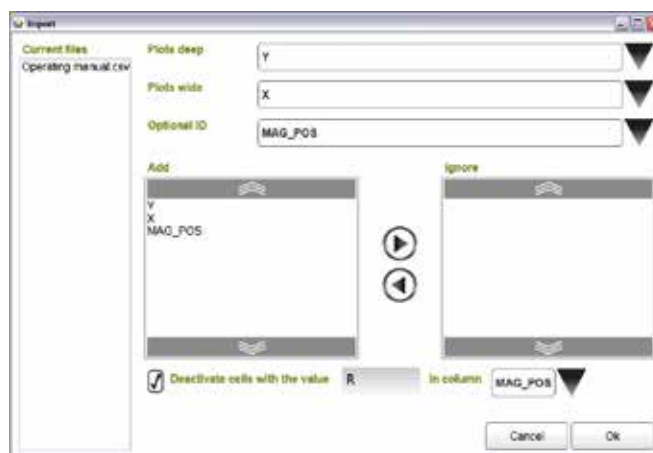 Import
Current files
Operating manual.csv
Plots deep
Y
Plots wide
X
Optional ID
MAG_POS
Add
Ignore
Y
X
MAG_POS
Deactivate cells with the value
R
In column
MAG_POS
Cancel
Ok